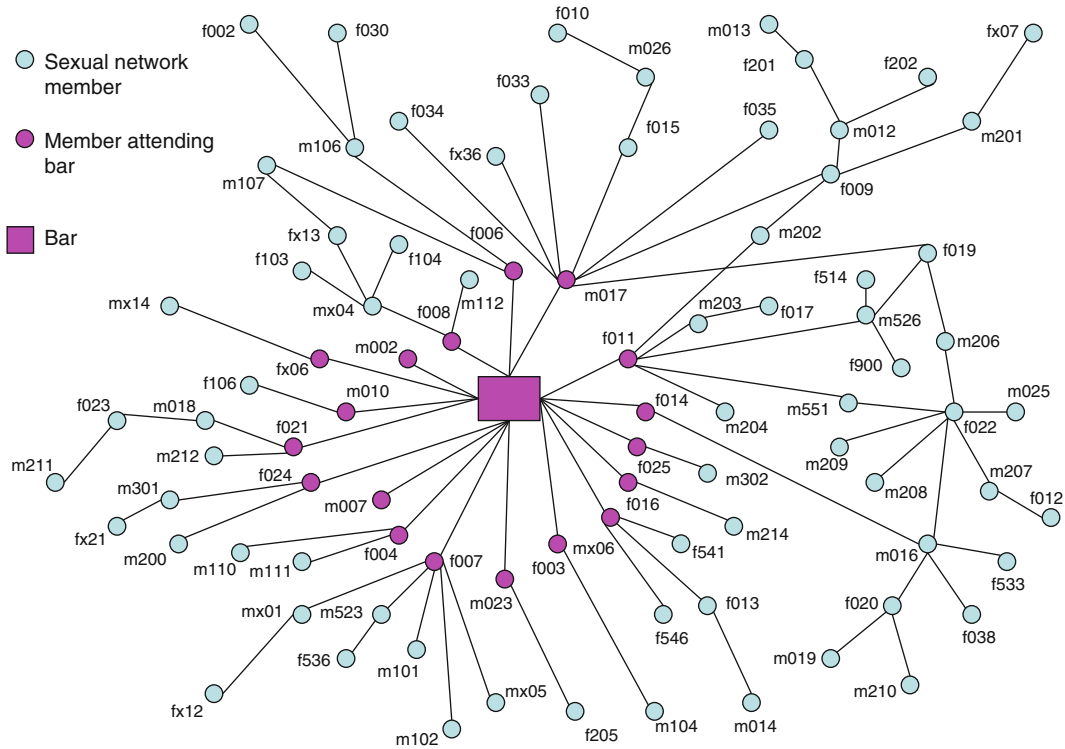 f002
f030
f010
m026
m013
f201
fx07
f202
Sexual network
member
f033
f034
f035
Member attending
bar
m106
fx36
f015
m012
m201
m107
f009
Bar
f006
fx13
f104
m202
f019
f103
m112
m017
f514
mx14
mx04
f008
m203
f017
m526
m002
f011
m206
fx06
f900
f106
m010
f014
m551
m025
f023
m018
f021
m204
f022
m212
m209
m211
f024
f025
m302
m208
m207
f012
m301
m007
f016
fx21
m200
f004
m214
m110
m111
f007
f003
mx06
f541
m016
f533
mx01
m523
m023
f013
f020
f546
f038
f536
m101
m019
fx12
mx05
m210
m102
f205
m104
m014